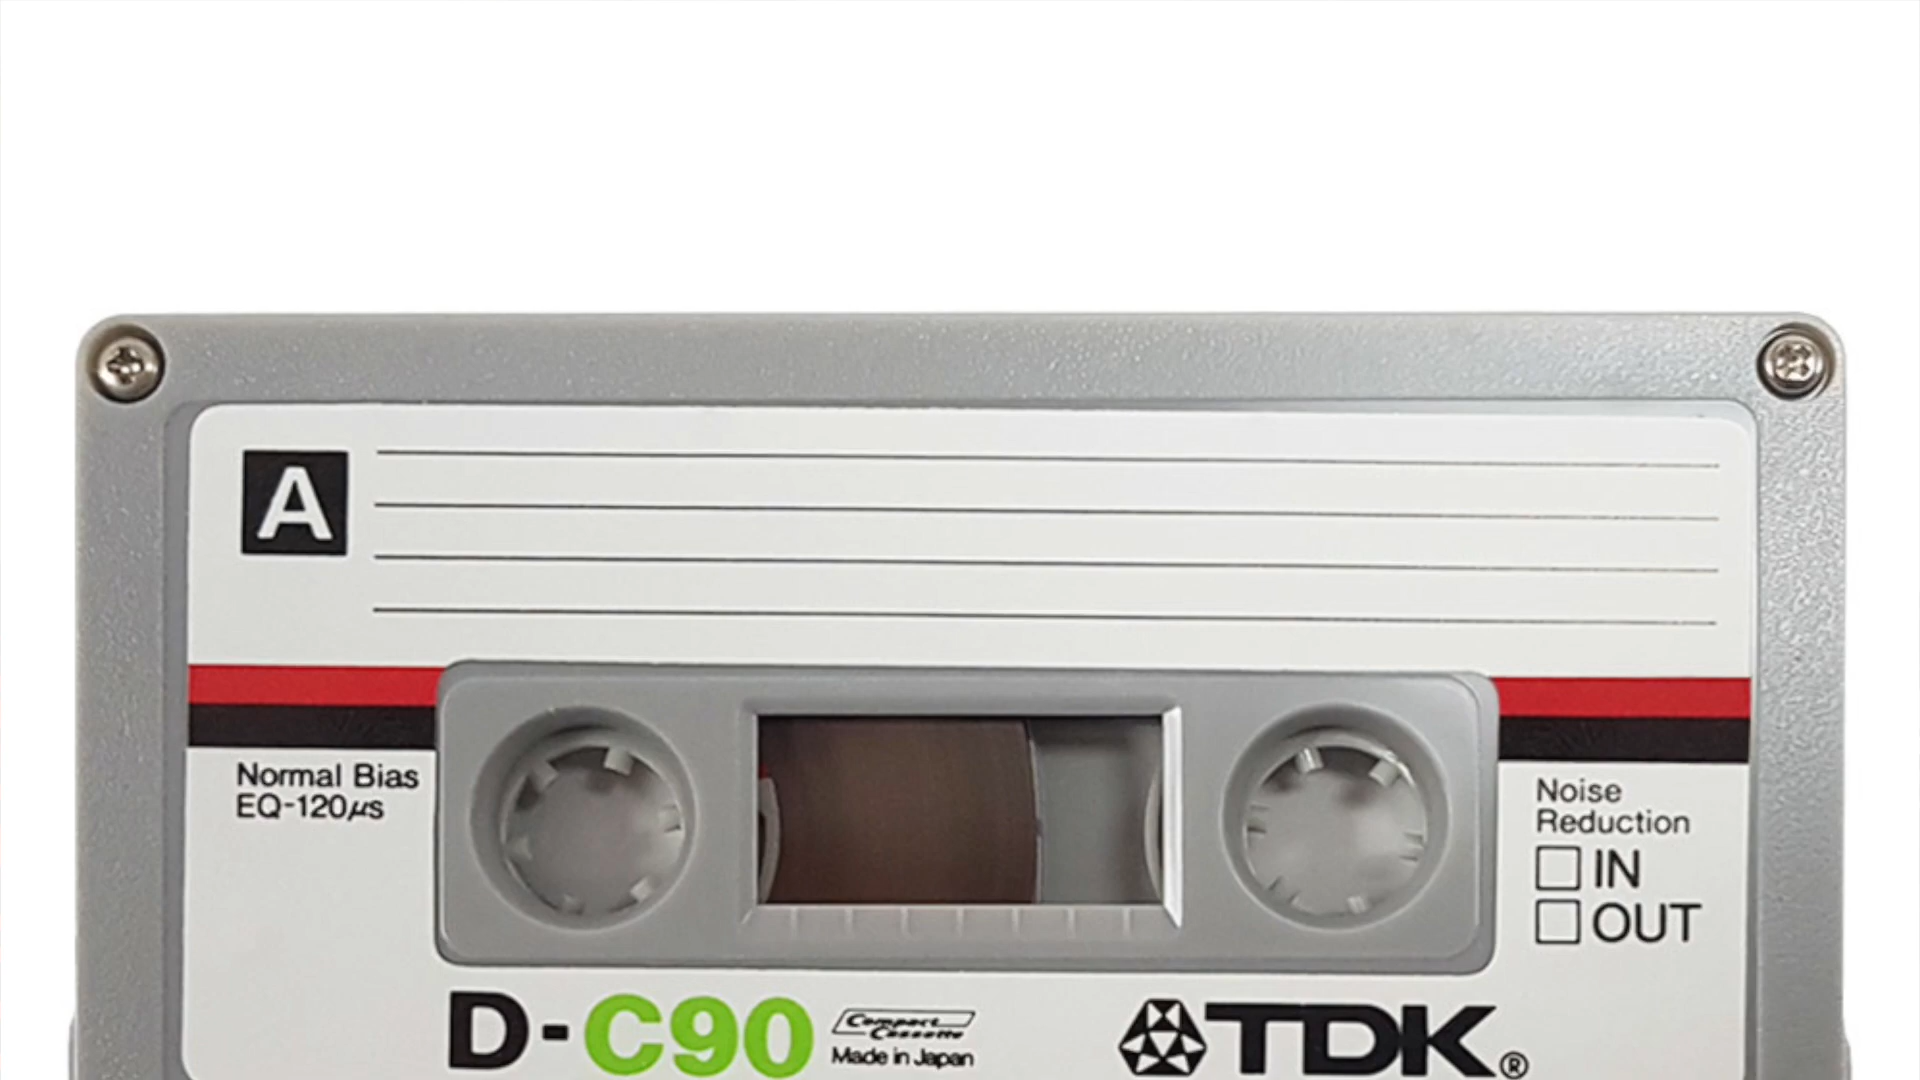 A
Normal Bias
EQ-120μs
Noise
Reduction
IN
OUT
D-C90
Compact
Cassette
Made in Japan
TDK®